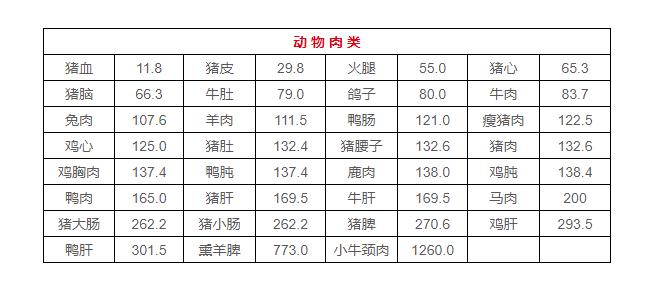 动物肉类
猪血 11.8 猪皮 29.8 火腿 55.0 猪心 65.3
猪脑 66.3 牛肚 79.0 鸽子 80.0 牛肉 83.7
兔肉 107.6 羊肉 111.5 鸭肠 121.0 瘦猪肉 122.5
鸡心 125.0 猪肚 132.4 猪腰子 132.6 猪肉 132.6
鸡胸肉 137.4 鸭肫 137.4 鹿肉 138.0 鸡肫 138.4
鸭肉 165.0 猪肝 169.5 牛肝 169.5 马肉 200
猪大肠 262.2 猪小肠 262.2 猪脾 270.6 鸡肝 293.5
鸭肝 301.5 熏羊脾 773.0 小牛颈肉 1260.0